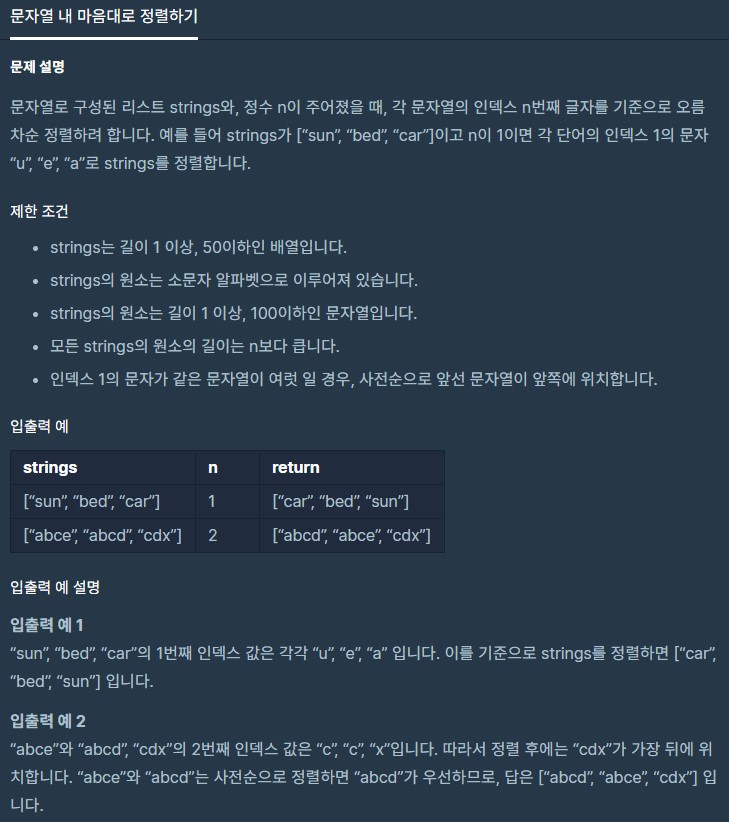 문자열 내 마음대로 정렬하기
문제 설명
문자열로 구성된 리스트 strings와, 정수 n이 주어졌을 때, 각 문자열의 인덱스 n번째 글자를 기준으로 오름
차순 정렬하려 합니다. 예를 들어 strings가 [“sun”, “bed”, “car”]이고 n이 1이면 각 단어의 인덱스 1의 문자
“u”, “e”, “a”로 strings를 정렬합니다.
제한 조건
• strings는 길이 1 이상, 50이하인 배열입니다.
• strings의 원소는 소문자 알파벳으로 이루어져 있습니다.
• strings의 원소는 길이 1 이상, 100이하인 문자열입니다.
• 모든 strings의 원소의 길이는 n보다 큽니다.
• 인덱스 1의 문자가 같은 문자열이 여럿 일 경우, 사전순으로 앞선 문자열이 앞쪽에 위치합니다.
입출력 예
strings n return
[“sun”, “bed”, “car”] 1 [“car”, “bed”, “sun”]
[“abce”, “abcd”, “cdx”] 2 [“abcd”, “abce”, “cdx”]
입출력 예 설명
입출력 예 1
“sun”, “bed”, “car”의 1번째 인덱스 값은 각각 “u”, “e”, “a” 입니다. 이를 기준으로 strings를 정렬하면 [“car”,
“bed”, “sun”] 입니다.
입출력 예 2
“abce”와 “abcd”, “cdx”의 2번째 인덱스 값은 “c”, “c”, “x”입니다. 따라서 정렬 후에는 “cdx”가 가장 뒤에 위
치합니다. “abce”와 “abcd”는 사전순으로 정렬하면 “abcd”가 우선하므로, 답은 [“abcd”, “abce”, “cdx”] 입
니다.